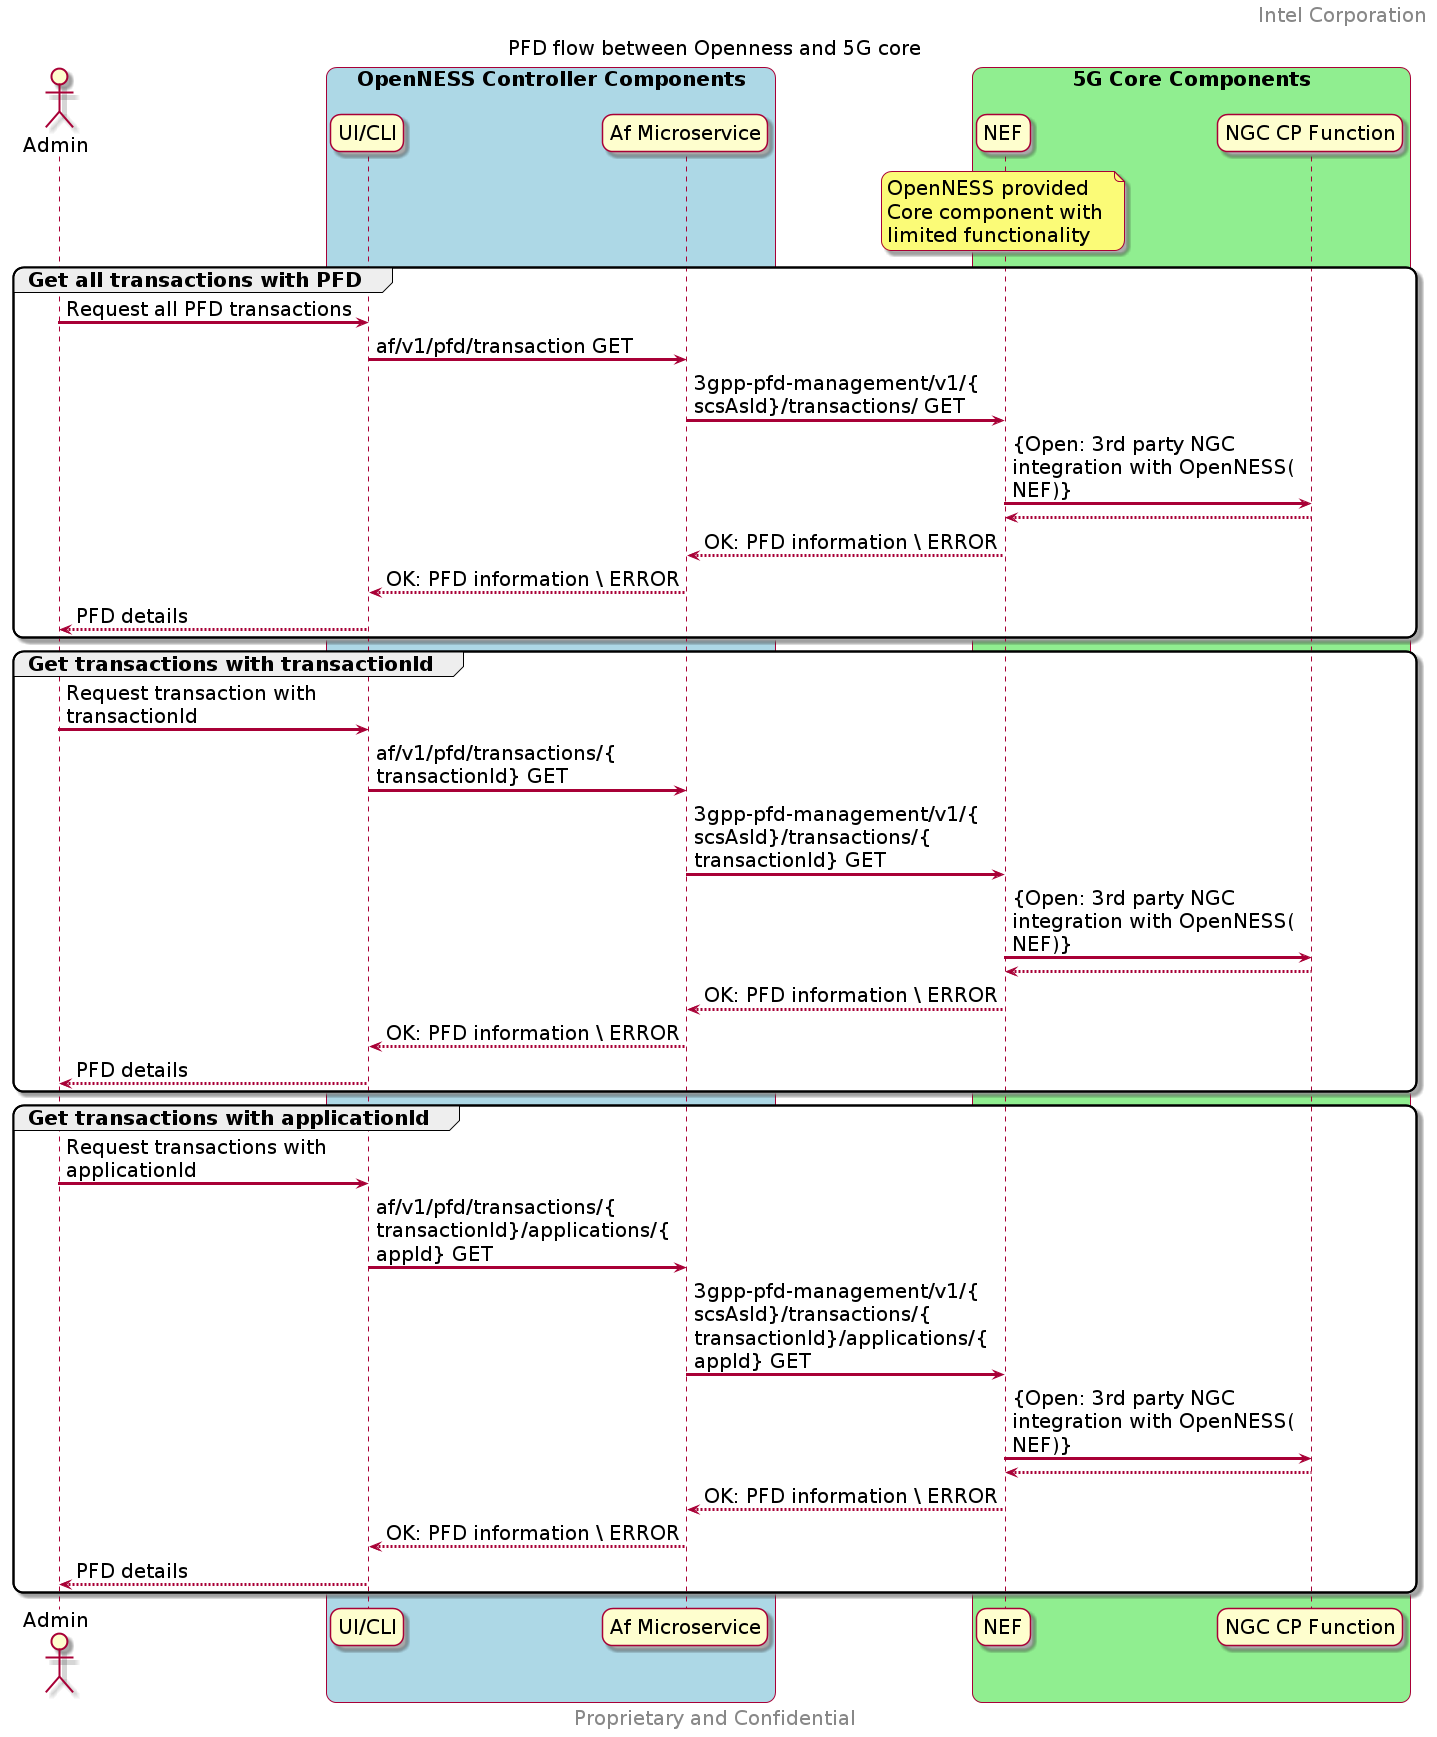 Intel Corporation
PFD flow between Openness and 5G core
OpenNESS Controller Components
5G Core Components
Admin
UI/CLI
Af Microservice
NEF
NGC CP Function
OpenNESS provided
Core component with
limited functionality
Get all transactions with PFD
Request all PFD transactions
af/v1/pfd/transaction GET
3gpp-pfd-management/v1/{
scsAsId}/transactions/ GET
{Open: 3rd party NGC
integration with OpenNESS(
NEF)}
OK: PFD information \ ERROR
OK: PFD information \ ERROR
PFD details
Get transactions with transactionId
Request transaction with
transactionId
af/v1/pfd/transactions/{
transactionId} GET
3gpp-pfd-management/v1/{
scsAsId}/transactions/{
transactionId} GET
{Open: 3rd party NGC
integration with OpenNESS(
NEF)}
OK: PFD information \ ERROR
OK: PFD information \ ERROR
PFD details
Get transactions with applicationId
Request transactions with
applicationId
af/v1/pfd/transactions/{
transactionId}/applications/{
appId} GET
3gpp-pfd-management/v1/{
scsAsId}/transactions/{
transactionId}/applications/{
appId} GET
{Open: 3rd party NGC
integration with OpenNESS(
NEF)}
OK: PFD information \ ERROR
OK: PFD information \ ERROR
PFD details
Admin
UI/CLI
Af Microservice
NEF
NGC CP Function
Proprietary and Confidential